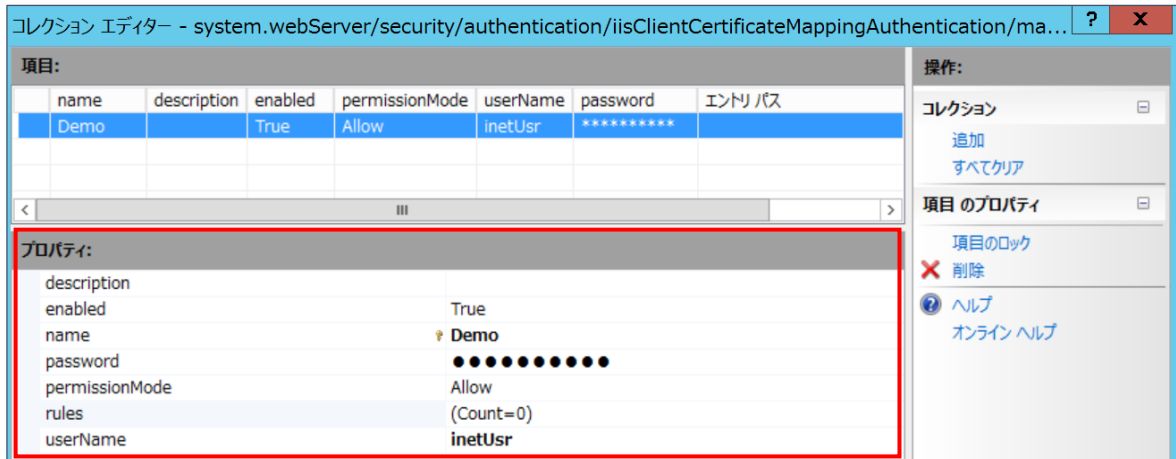 コレクション エディター - system.webServer/security/authentication/iisClientCertificateMappingAuthentication/ma...
? x
項目:
name description enabled permissionMode userName password エントリ パス
Demo True Allow inetUsr **********
プロパティ:
description
enabled True
name Demo
password ●●●●●●●●●●
permissionMode Allow
rules (Count=0)
userName inetUsr
操作:
コレクション
追加
すべてクリア
項目 のプロパティ
項目のロック
削除
ヘルプ
オンライン ヘルプ